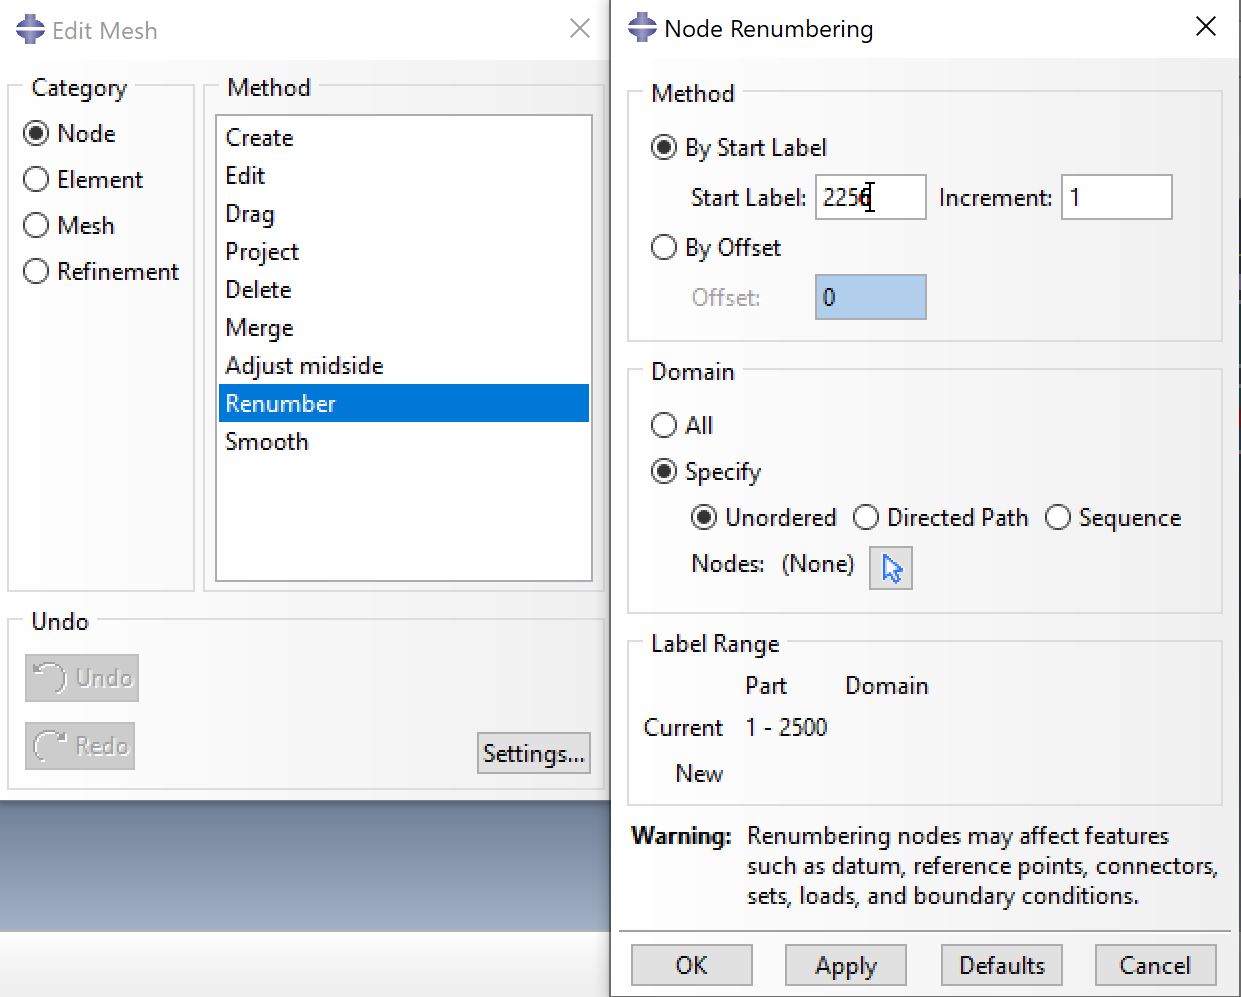 Edit Mesh
Category
Node
Element
Mesh
Refinement
Method
Create
Edit
Drag
Project
Delete
Merge
Adjust midside
Renumber
Smooth
Undo
Undo
Redo
Settings...
Node Renumbering
Method
By Start Label
Start Label: 2256 Increment: 1
By Offset
Offset: 0
Domain
All
Specify
Unordered Directed Path Sequence
Nodes: (None)
Label Range
Part Domain
Current 1 - 2500
New
Warning: Renumbering nodes may affect features
such as datum, reference points, connectors,
sets, loads, and boundary conditions.
OK Apply Defaults Cancel